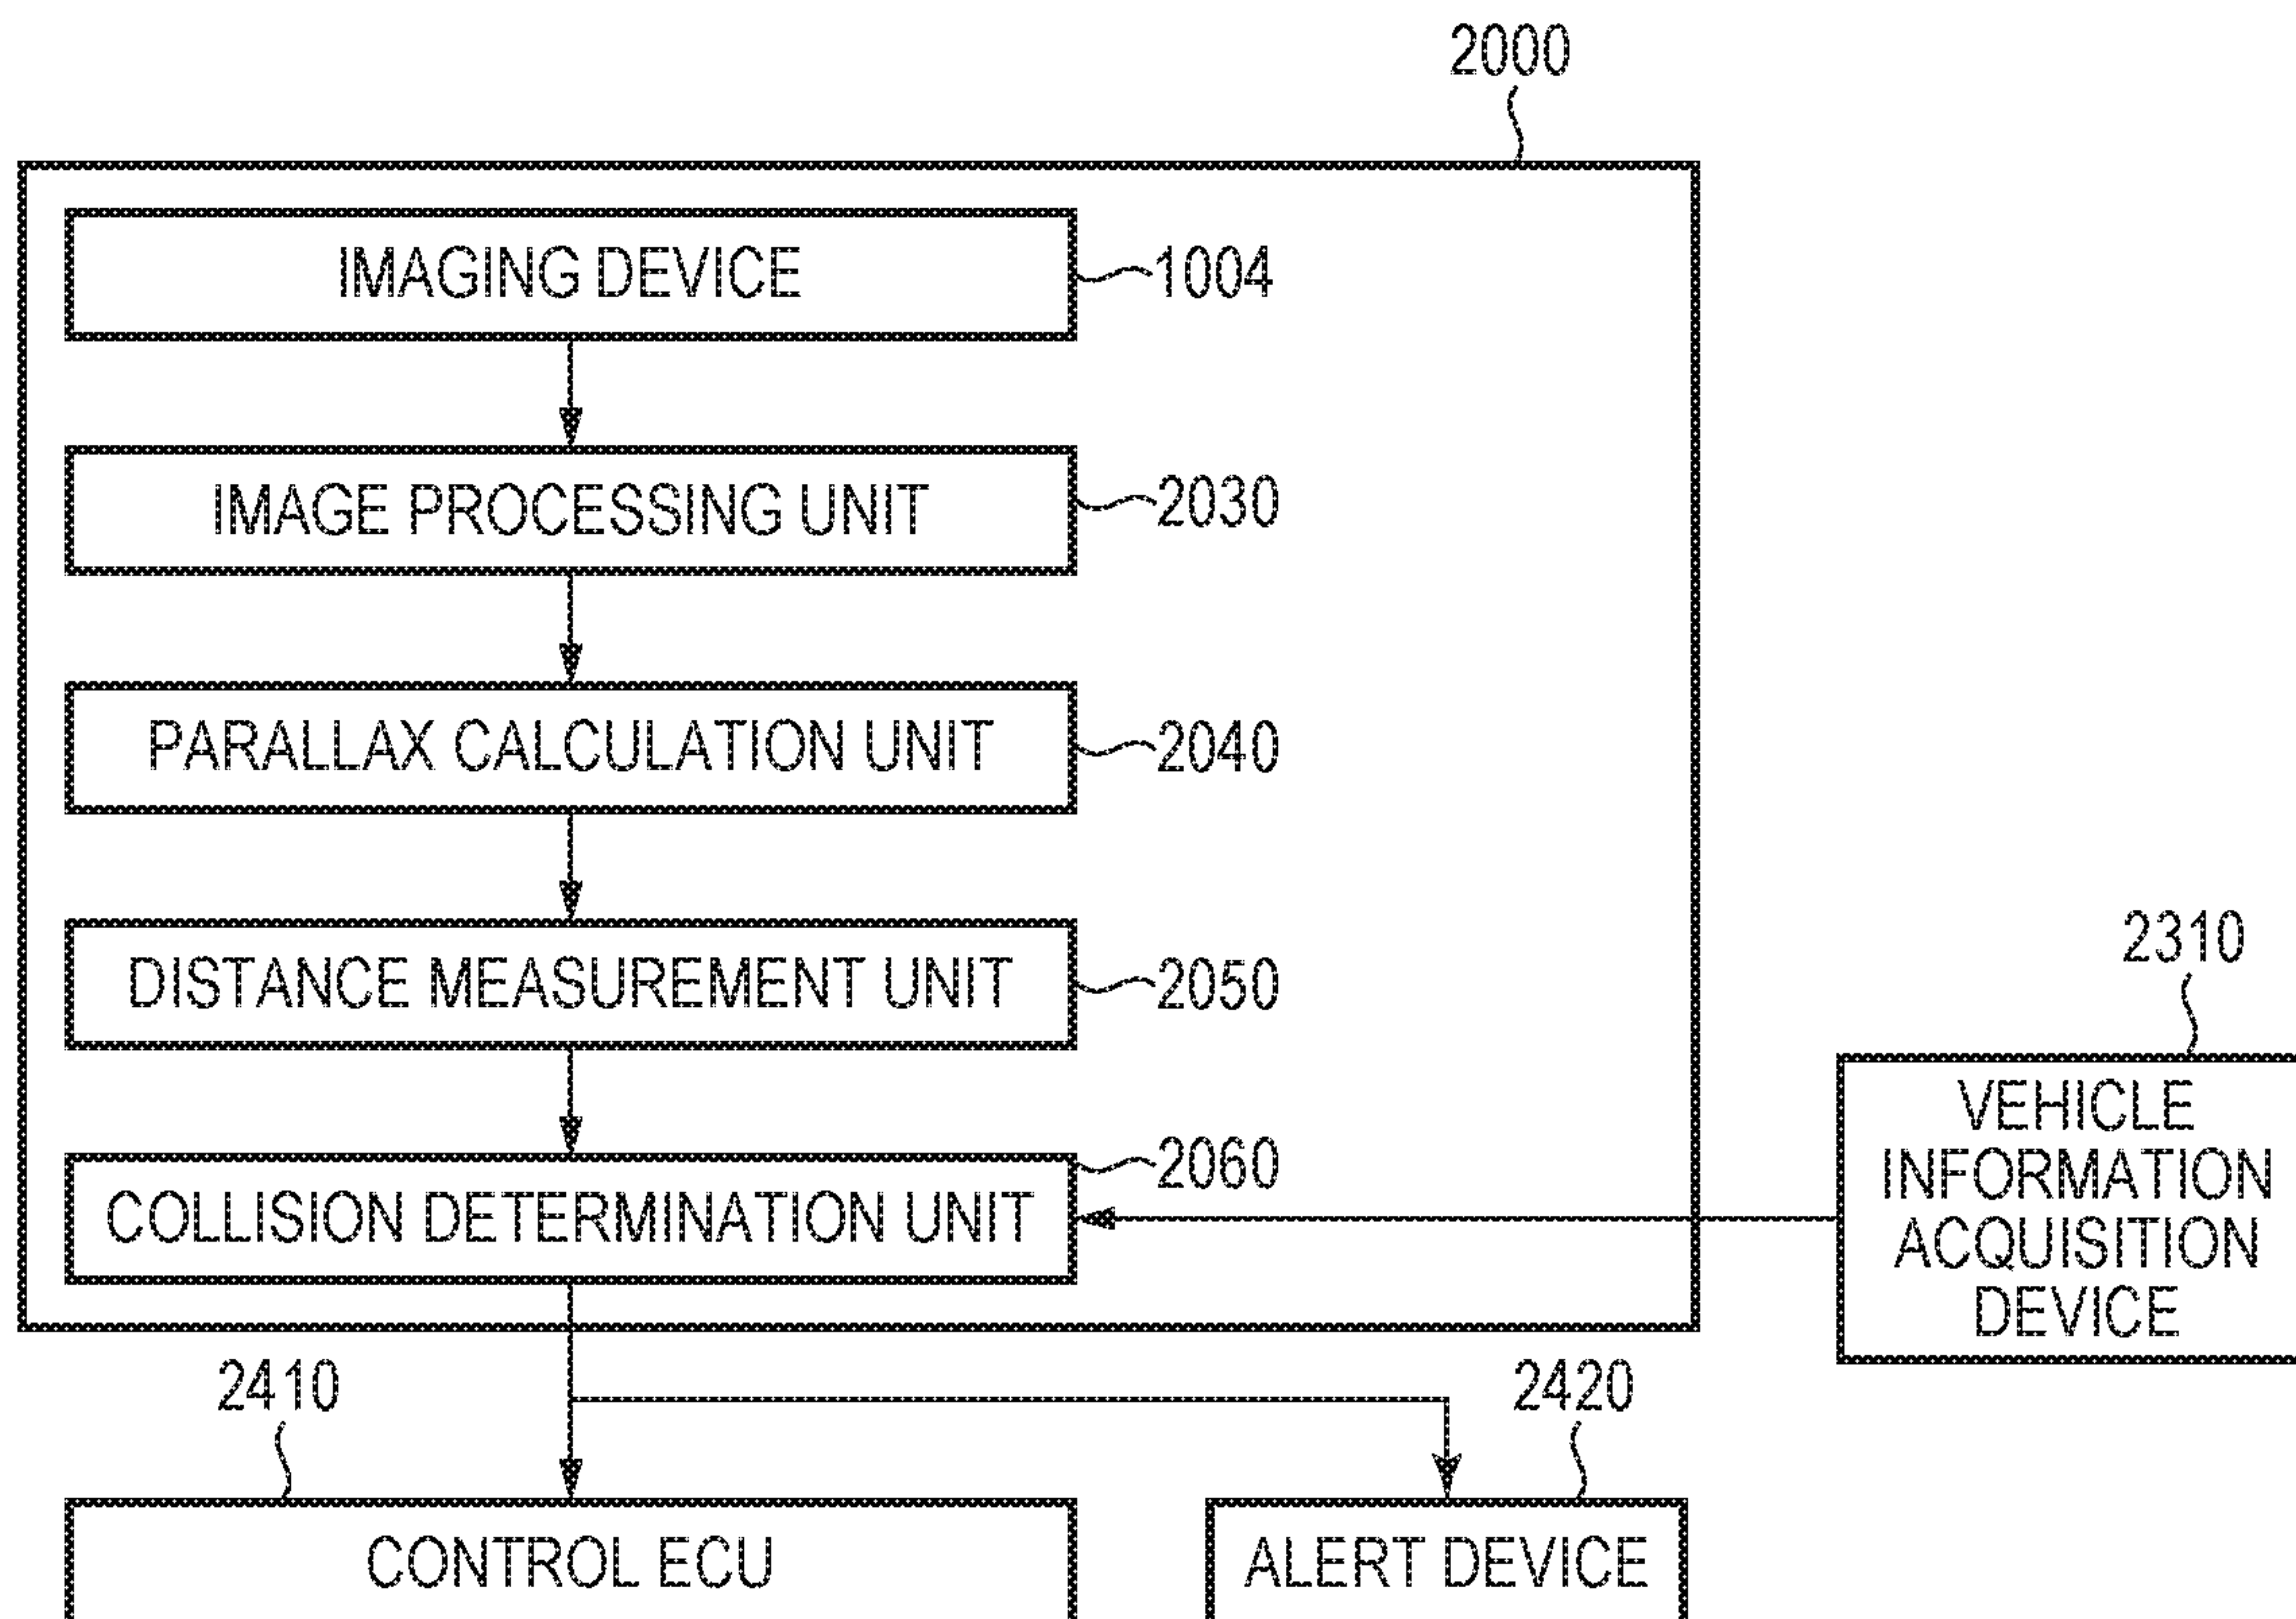 2000
IMAGING DEVICE
1004
IMAGE PROCESSING UNIT
2030
PARALLAX CALCULATION UNIT
2040
DISTANCE MEASUREMENT UNIT
2050
2310
VEHICLE
INFORMATION
ACQUISITION
DEVICE
COLLISION DETERMINATION UNIT
2060
2410
2420
CONTROL ECU
ALERT DEVICE